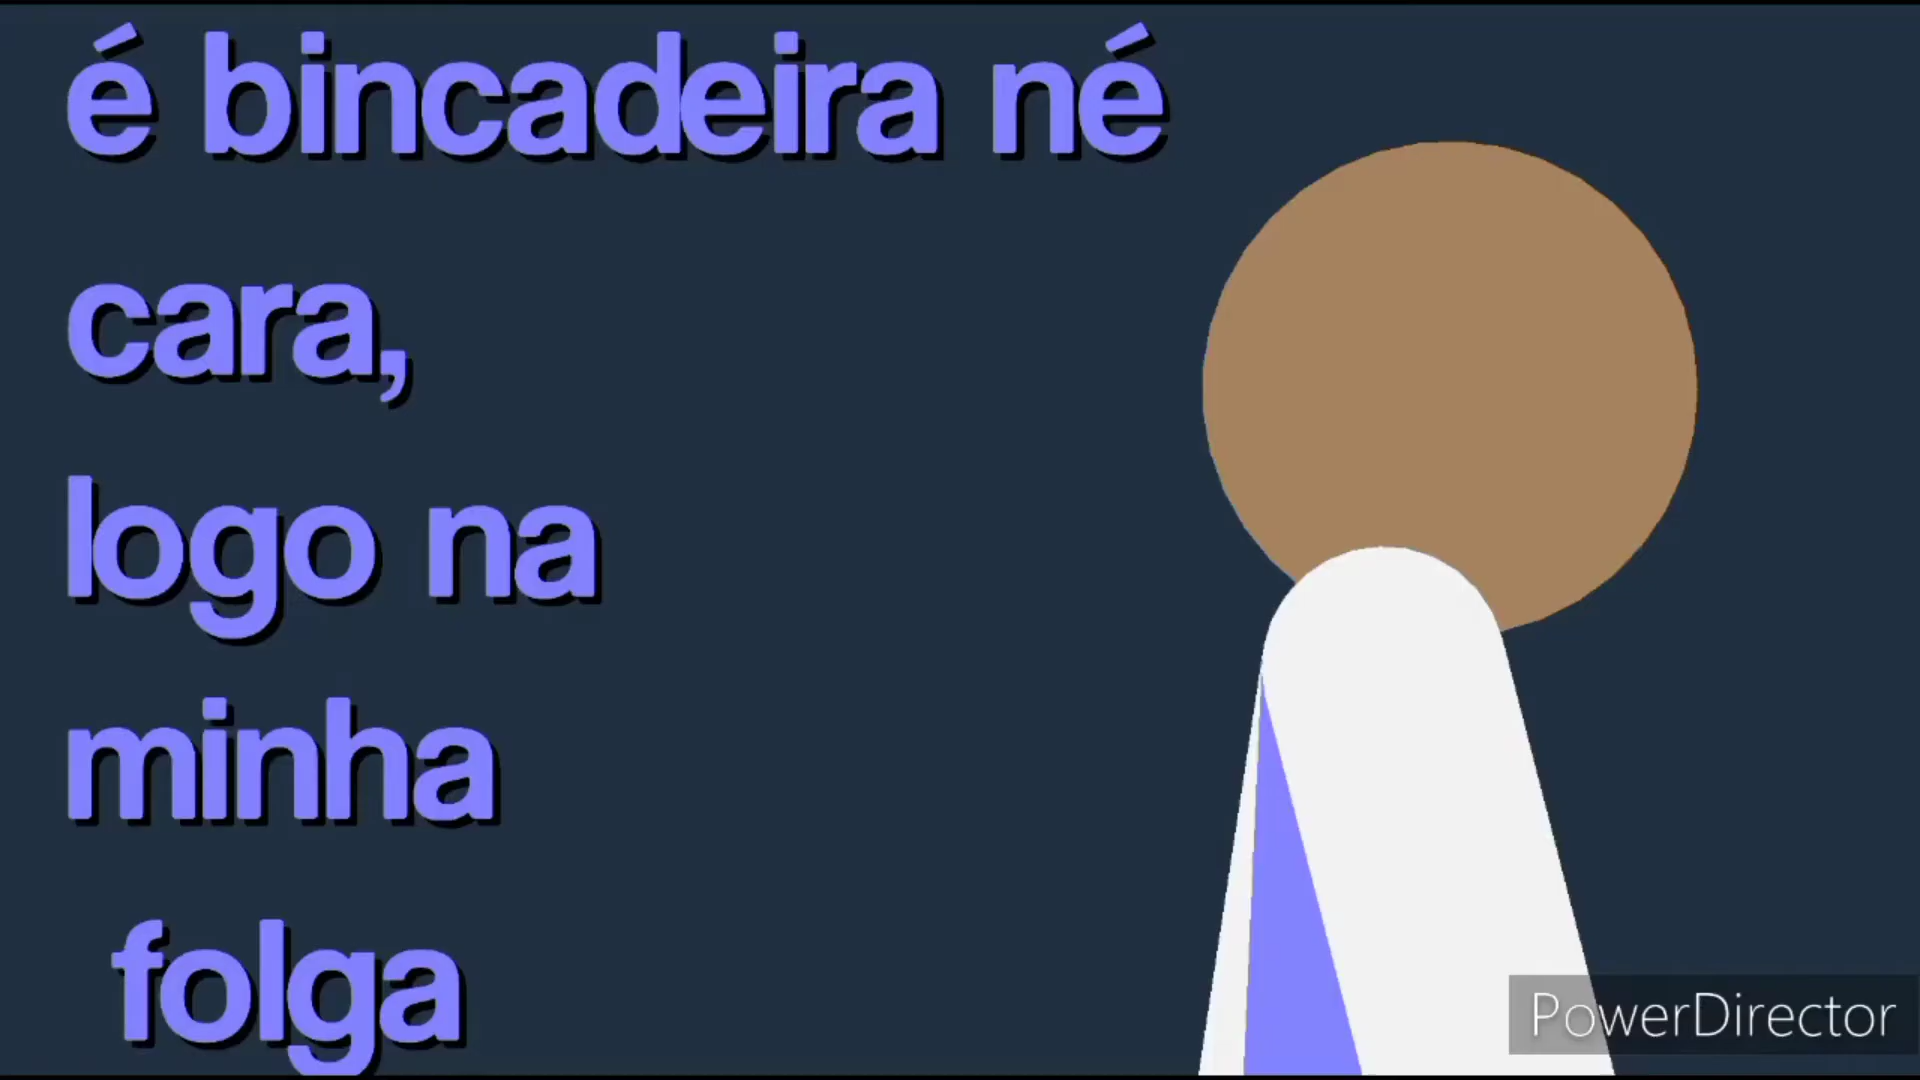 é bincadeira né
cara,
logo na
minha
folga
PowerDirector